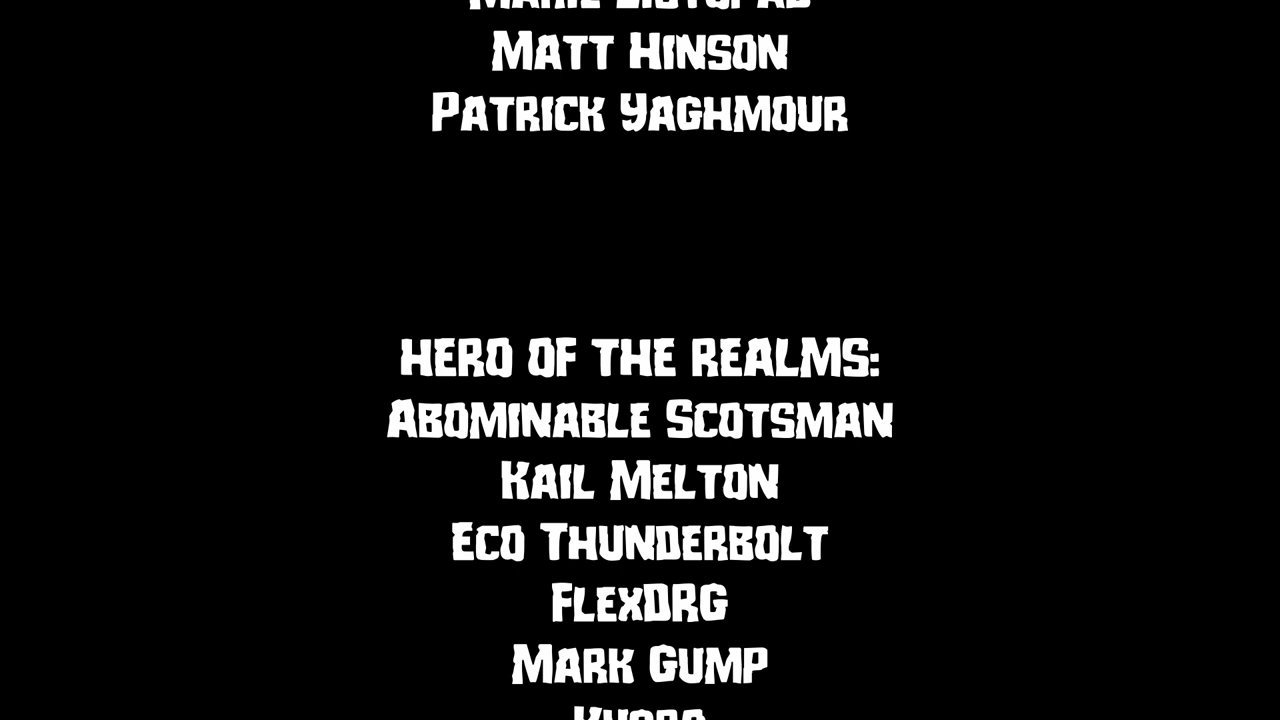 Matt Hinson
Patrick Yaghmour
HERO OF THE REALMS:
Abominable Scotsman
Kail Melton
Eco Thunderbolt
FlexDRG
Mark Gump